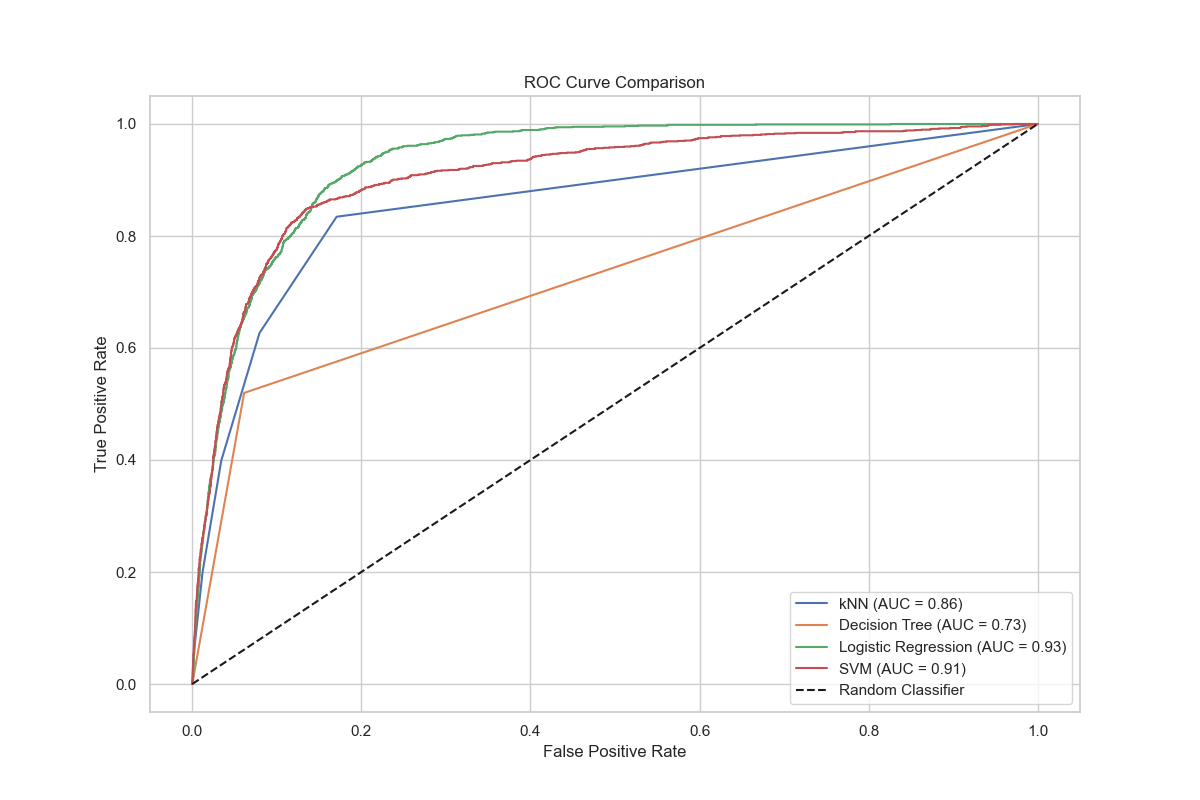 ROC Curve Comparison
1.0
0.8
0.6
0.4
0.2
0.0
True Positive Rate
0.0 0.2 0.4 0.6 0.8 1.0
False Positive Rate
kNN (AUC = 0.86)
Decision Tree (AUC = 0.73)
Logistic Regression (AUC = 0.93)
SVM (AUC = 0.91)
Random Classifier